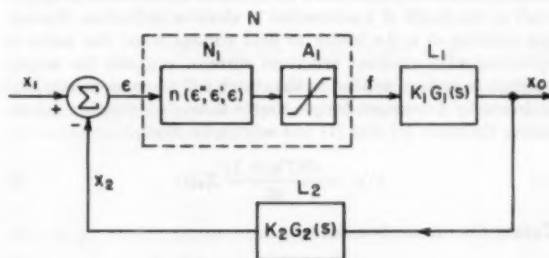 N
N₁
A₁
L₁
x₁
+
Σ
−
ϵ
n (ϵ", ϵ', ϵ)
f
K₁G₁(s)
x₀
x₂
L₂
K₂G₂(s)